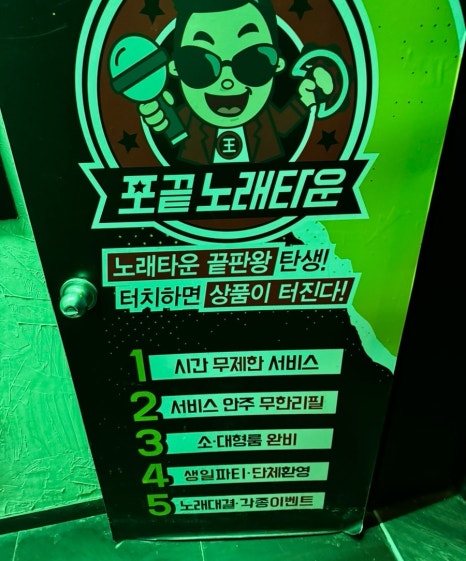 王
쪼끝 노래타운
노래타운 끝판왕 탄생!
터치하면 상품이 터진다!
1 시간 무제한 서비스
2 서비스 안주 무한리필
3 소·대형룸 완비
4 생일파티·단체환영
5 노래대결·각종이벤트